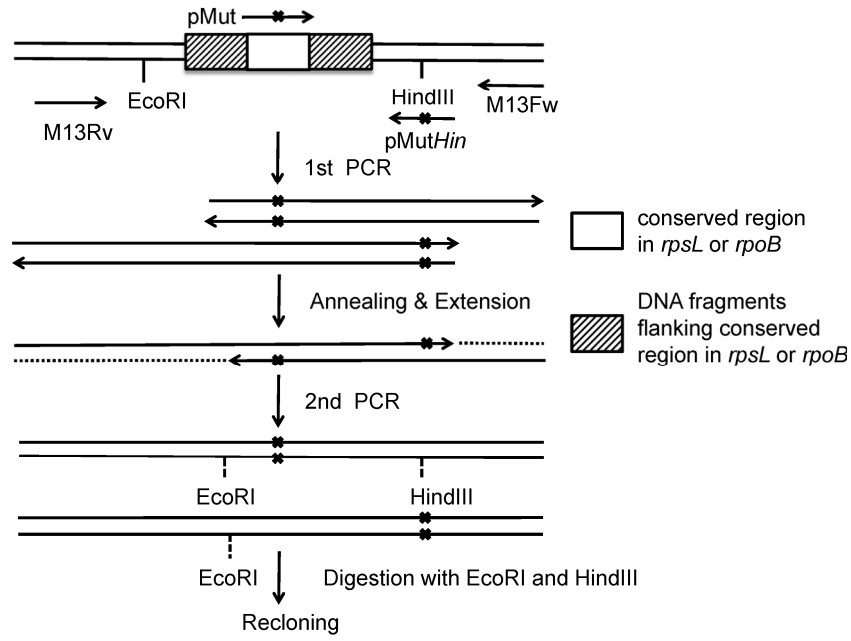 pMut
EcoRI
HindIII
M13Fw
M13Rv
pMutHin
1st PCR
conserved region
in rpsL or rpoB
Annealing & Extension
DNA fragments
flanking conserved
region in rpsL or rpoB
2nd PCR
EcoRI
HindIII
EcoRI
Digestion with EcoRI and HindIII
Recloning